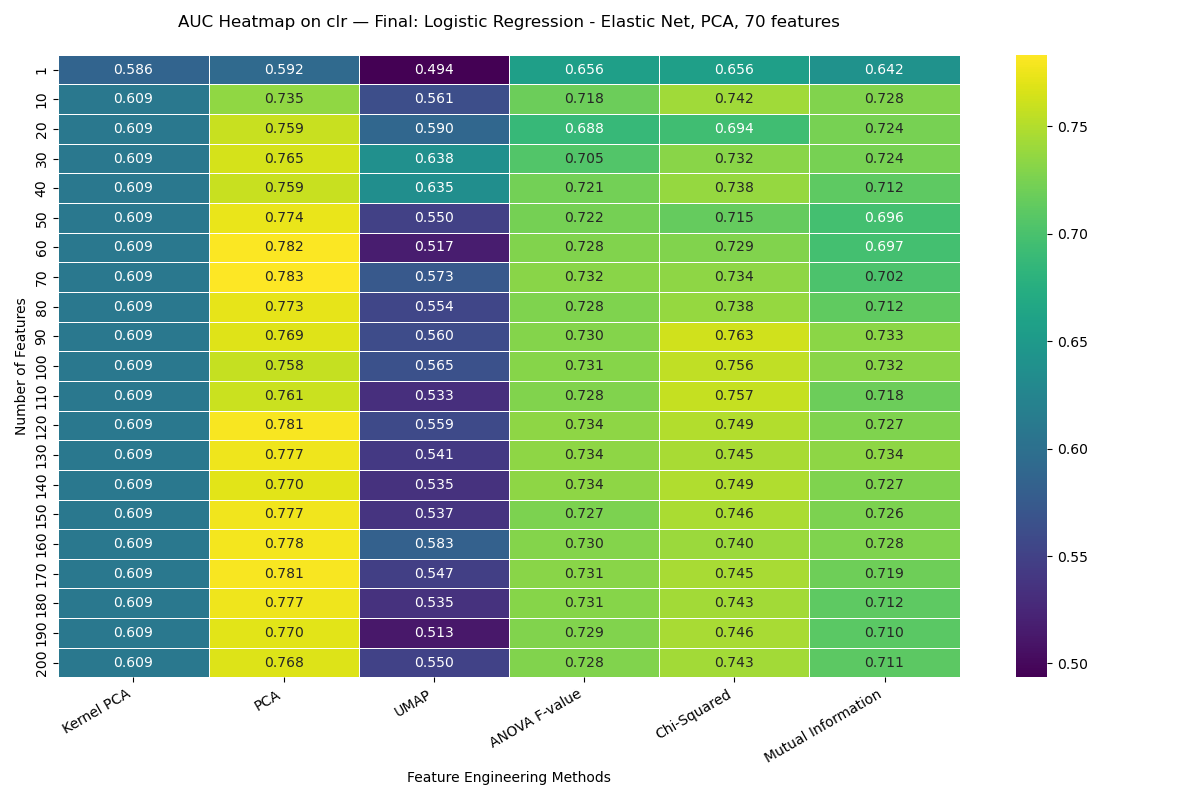 AUC Heatmap on clr — Final: Logistic Regression - Elastic Net, PCA, 70 features
Number of Features
1 0.586 0.592 0.494 0.656 0.656 0.642
10 0.609 0.735 0.561 0.718 0.742 0.728
20 0.609 0.759 0.590 0.688 0.694 0.724
30 0.609 0.765 0.638 0.705 0.732 0.724
40 0.609 0.759 0.635 0.721 0.738 0.712
50 0.609 0.774 0.550 0.722 0.715 0.696
60 0.609 0.782 0.517 0.728 0.729 0.697
70 0.609 0.783 0.573 0.732 0.734 0.702
80 0.609 0.773 0.554 0.728 0.738 0.712
90 0.609 0.769 0.560 0.730 0.763 0.733
100 0.609 0.758 0.565 0.731 0.756 0.732
110 0.609 0.761 0.533 0.728 0.757 0.718
120 0.609 0.781 0.559 0.734 0.749 0.727
130 0.609 0.777 0.541 0.734 0.745 0.734
140 0.609 0.770 0.535 0.734 0.749 0.727
150 0.609 0.777 0.537 0.727 0.746 0.726
160 0.609 0.778 0.583 0.730 0.740 0.728
170 0.609 0.781 0.547 0.731 0.745 0.719
180 0.609 0.777 0.535 0.731 0.743 0.712
190 0.609 0.770 0.513 0.729 0.746 0.710
200 0.609 0.768 0.550 0.728 0.743 0.711
Kernel PCA PCA UMAP ANOVA F-value Chi-Squared Mutual Information
Feature Engineering Methods
0.75
0.70
0.65
0.60
0.55
0.50